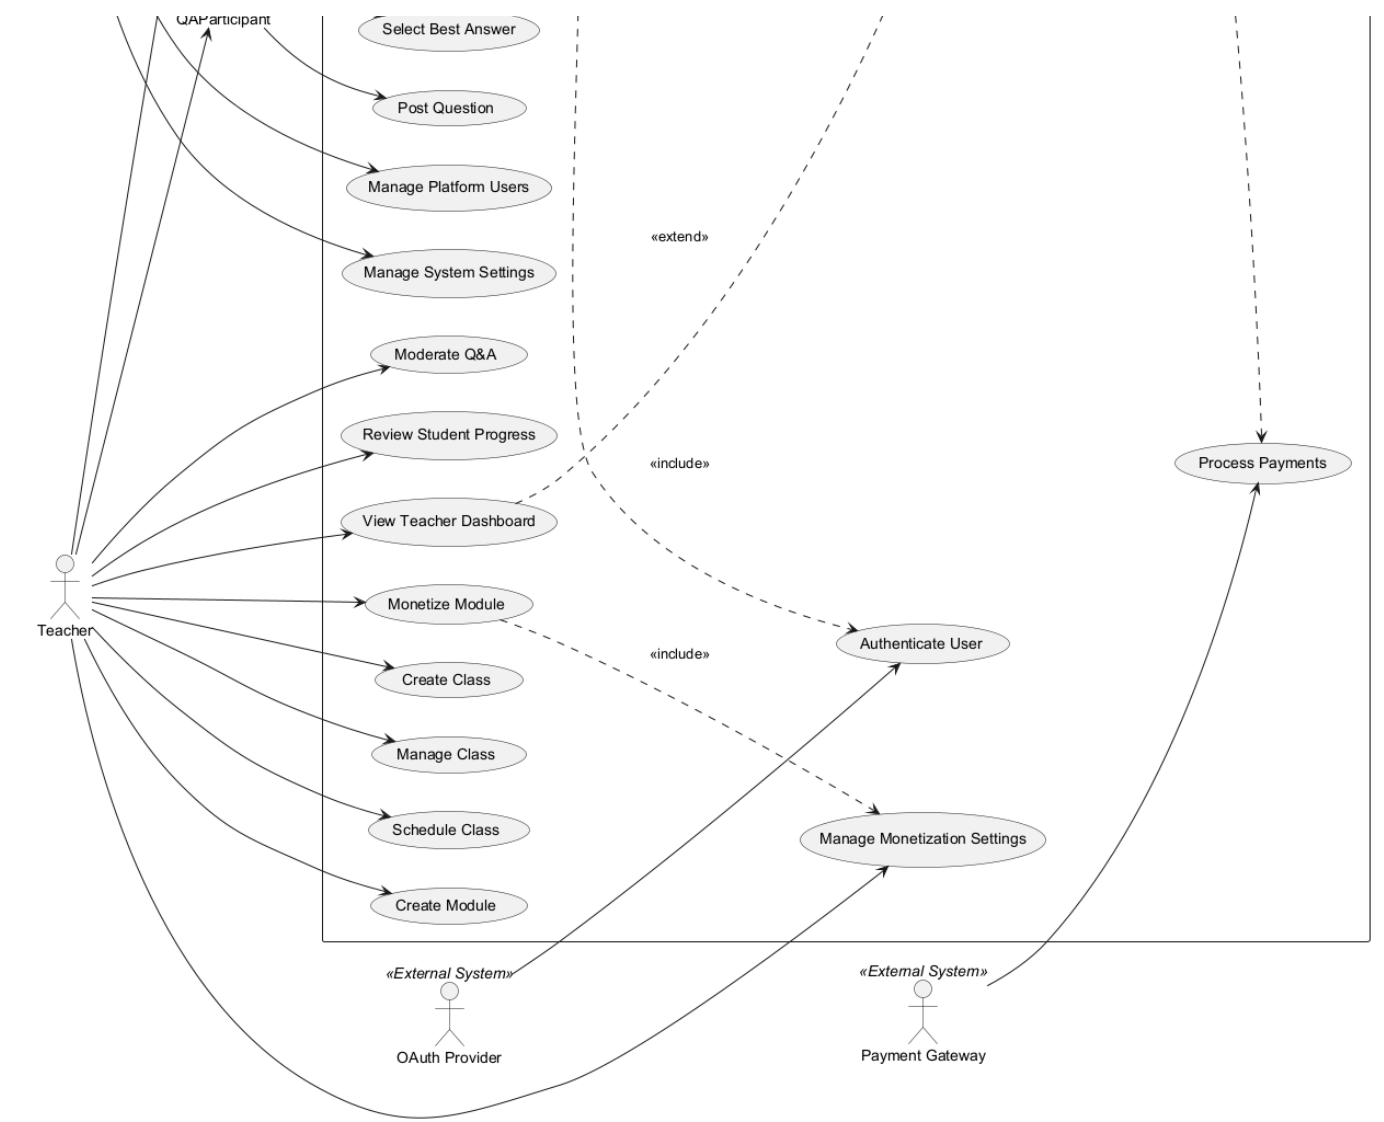 QAParticipant
Select Best Answer
Post Question
Manage Platform Users
«extend»
Manage System Settings
Moderate Q&A
Review Student Progress
«include»
Process Payments
View Teacher Dashboard
Teacher
Monetize Module
«include»
Authenticate User
Create Class
Manage Class
Schedule Class
Manage Monetization Settings
Create Module
«External System»
OAuth Provider
«External System»
Payment Gateway